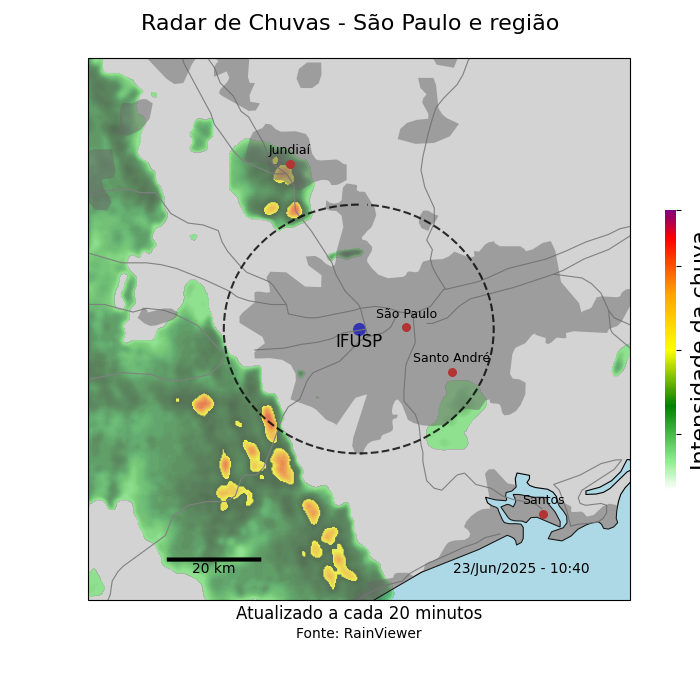 Radar de Chuvas - São Paulo e região
Jundiaí
São Paulo
IFUSP
Santo André
Santos
20 km
23/Jun/2025 - 10:40
Intensidade da chuva
Atualizado a cada 20 minutos
Fonte: RainViewer